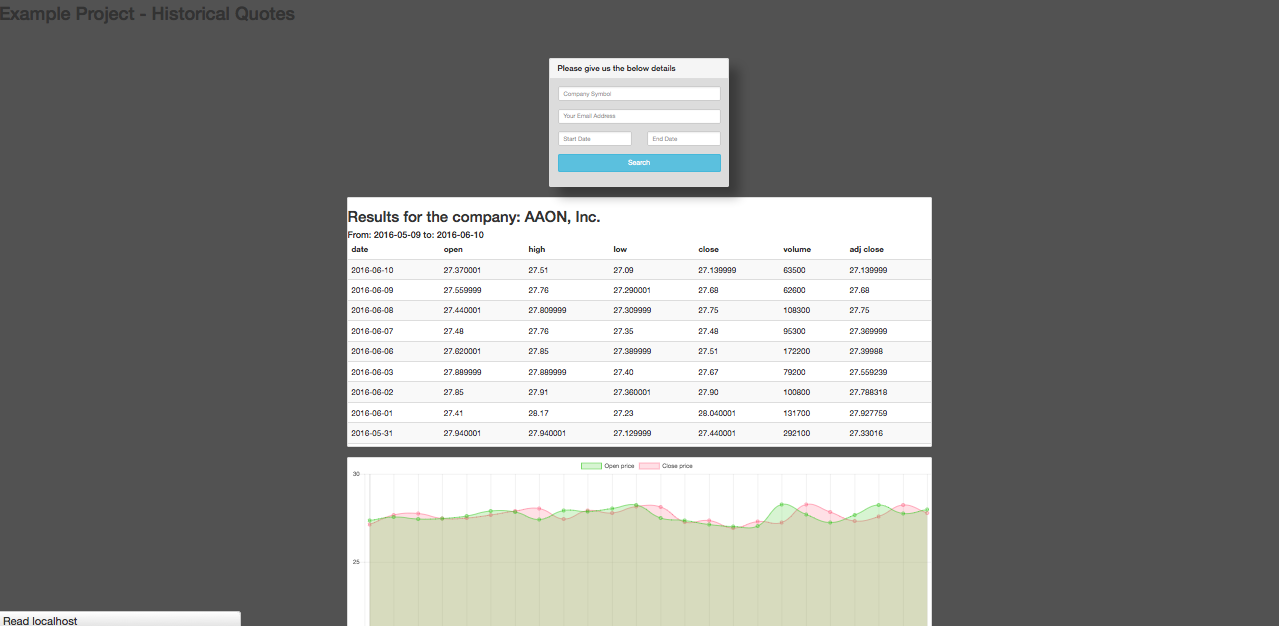 Example Project - Historical Quotes
Please give us the below details
Company Symbol
Your Email Address
Start Date End Date
Search
Results for the company: AAON, Inc.
From: 2016-05-09 to: 2016-06-10
date open high low close volume adj close
2016-06-10 27.370001 27.51 27.09 27.139999 63500 27.139999
2016-06-09 27.559999 27.76 27.290001 27.68 62600 27.68
2016-06-08 27.440001 27.809999 27.309999 27.75 108300 27.75
2016-06-07 27.48 27.76 27.35 27.48 95300 27.369999
2016-06-06 27.620001 27.85 27.389999 27.51 172200 27.39988
2016-06-03 27.889999 27.889999 27.40 27.67 79200 27.559239
2016-06-02 27.85 27.91 27.360001 27.90 100800 27.788318
2016-06-01 27.41 28.17 27.23 28.040001 131700 27.927759
2016-05-31 27.940001 27.940001 27.129999 27.440001 292100 27.33016
Open price Close price
30
25
Read localhost